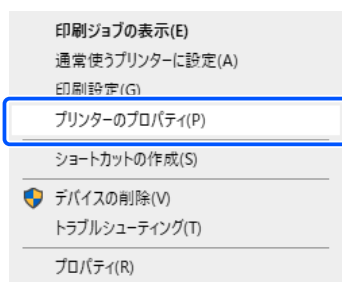 印刷ジョブの表示(E)
通常使うプリンターに設定(A)
印刷設定(G)
プリンターのプロパティ(P)
ショートカットの作成(S)
デバイスの削除(V)
トラブルシューティング(T)
プロパティ(R)